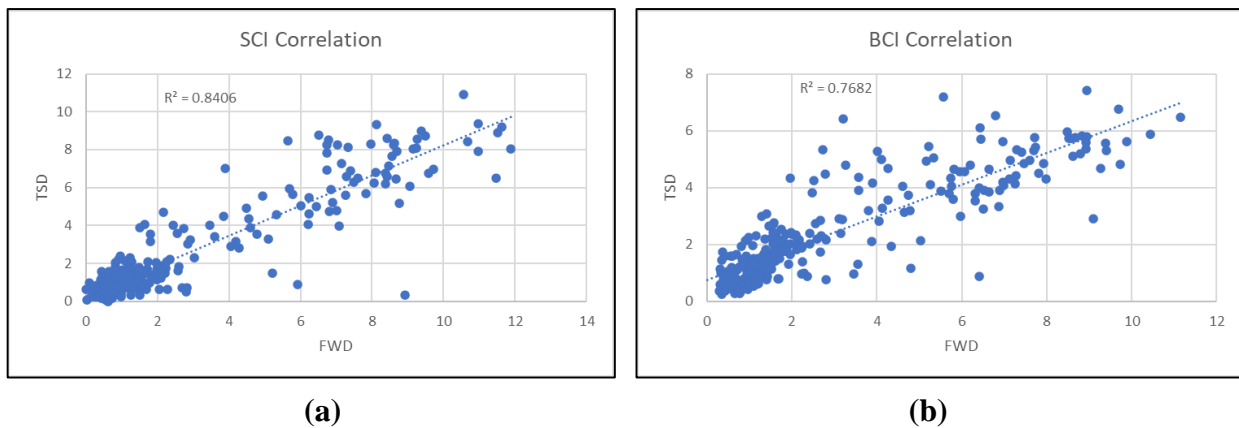 SCI Correlation
R² = 0.8406
12
10
8
6
4
2
0
TSD
0 2 4 6 8 10 12 14
FWD
(a)
BCI Correlation
R² = 0.7682
8
6
4
2
0
TSD
0 2 4 6 8 10 12
FWD
(b)